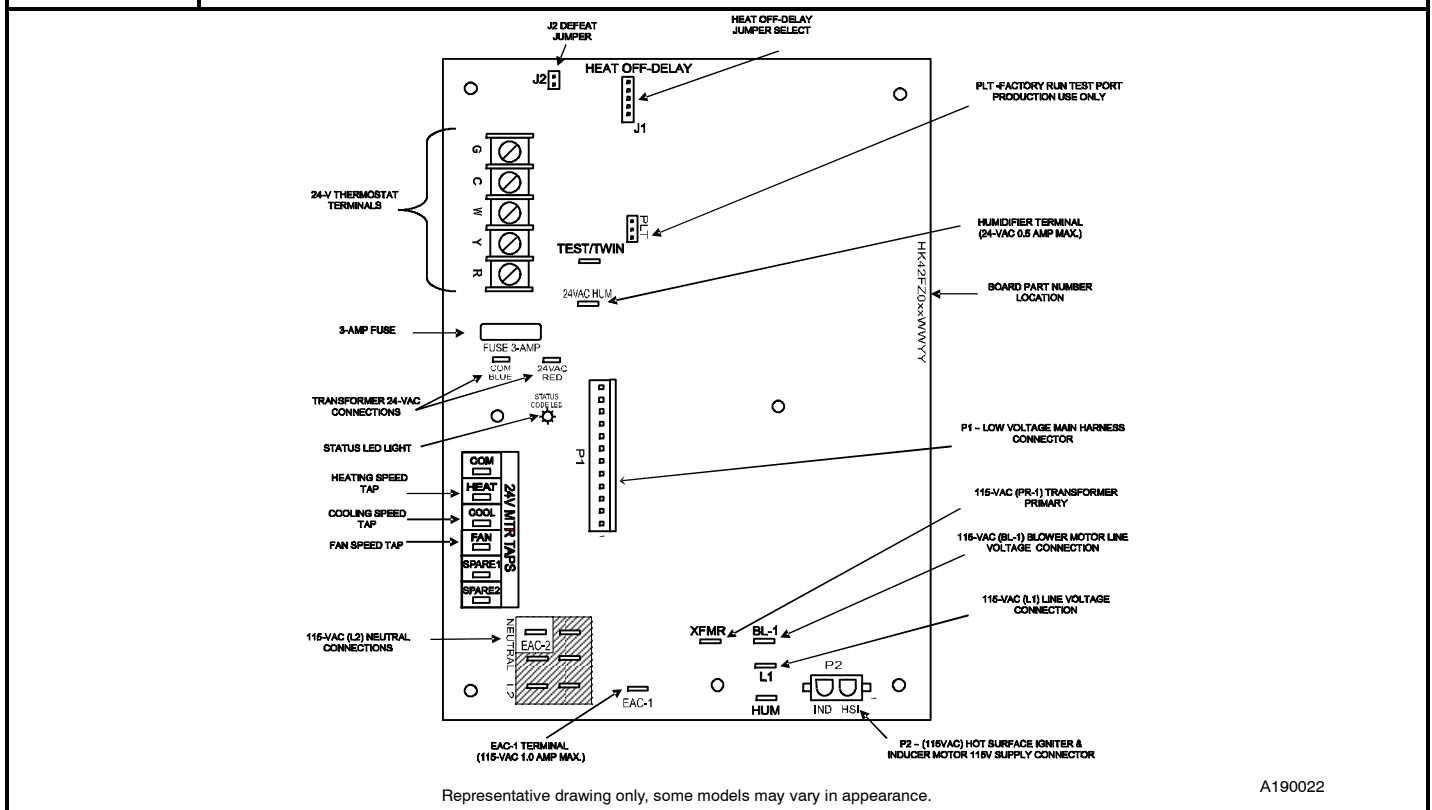 J2 DEFEAT
JUMPER
HEAT OFF-DELAY
JUMPER SELECT
J2
HEAT OFF-DELAY
J1
PLT -FACTORY RUN TEST PORT
PRODUCTION USE ONLY
G
C
W
Y
R
24-V THERMOSTAT
TERMINALS
PLT
TEST/TWIN
HUMIDIFIER TERMINAL
(24-VAC 0.5 AMP MAX.)
24VAC HUM
HK42FZ0xxWWYY
BOARD PART NUMBER
LOCATION
3-AMP FUSE
FUSE 3-AMP
COM
BLUE
24VAC
RED
TRANSFORMER 24-VAC
CONNECTIONS
STATUS
CODE LED
STATUS LED LIGHT
P1
P1 – LOW VOLTAGE MAIN HARNESS
CONNECTOR
1
COM
HEAT
COOL
FAN
SPARE1
SPARE2
24V MTR TAPS
HEATING SPEED
TAP
COOLING SPEED
TAP
FAN SPEED TAP
115-VAC (PR-1) TRANSFORMER
PRIMARY
115-VAC (BL-1) BLOWER MOTOR LINE
VOLTAGE CONNECTION
115-VAC (L1) LINE VOLTAGE
CONNECTION
115-VAC (L2) NEUTRAL
CONNECTIONS
NEUTRAL L2
EAC-2
XFMR
BL-1
L1
HUM
P2
1
IND HSI
EAC-1
EAC-1 TERMINAL
(115-VAC 1.0 AMP MAX.)
P2 – (115VAC) HOT SURFACE IGNITER &
INDUCER MOTOR 115V SUPPLY CONNECTOR
Representative drawing only, some models may vary in appearance.
A190022